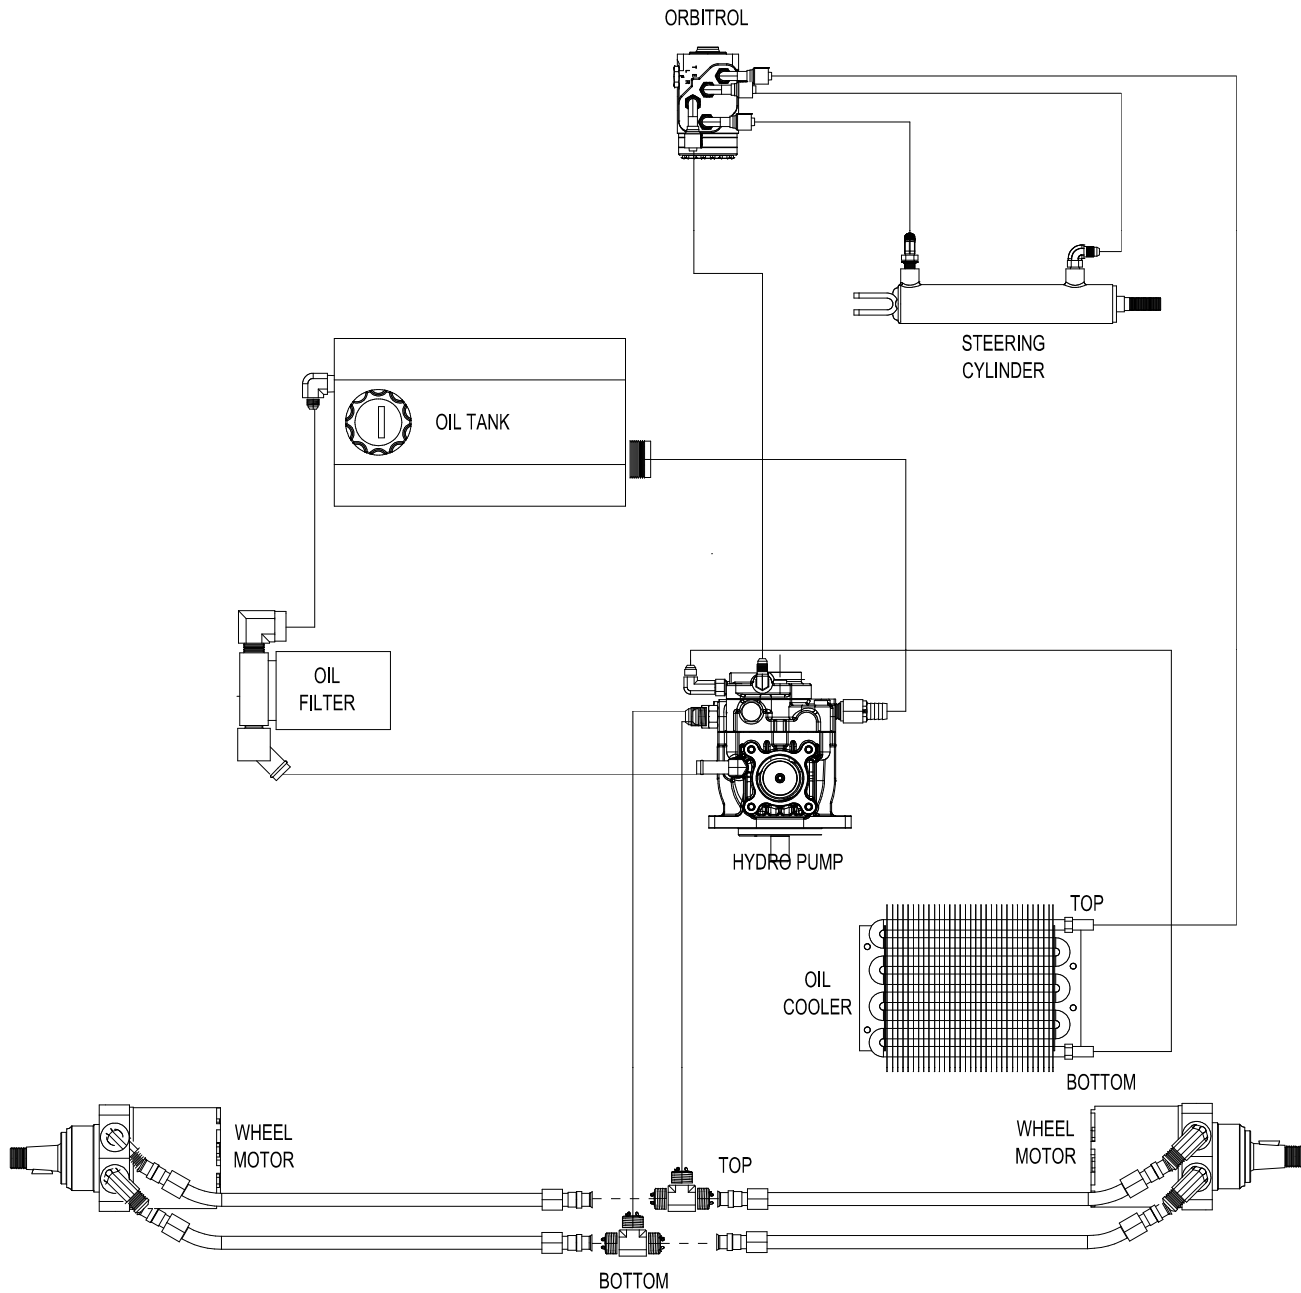 ORBITROL
STEERING
CYLINDER
OIL TANK
OIL
FILTER
HYDRO PUMP
TOP
OIL
COOLER
BOTTOM
WHEEL
MOTOR
WHEEL
MOTOR
TOP
BOTTOM